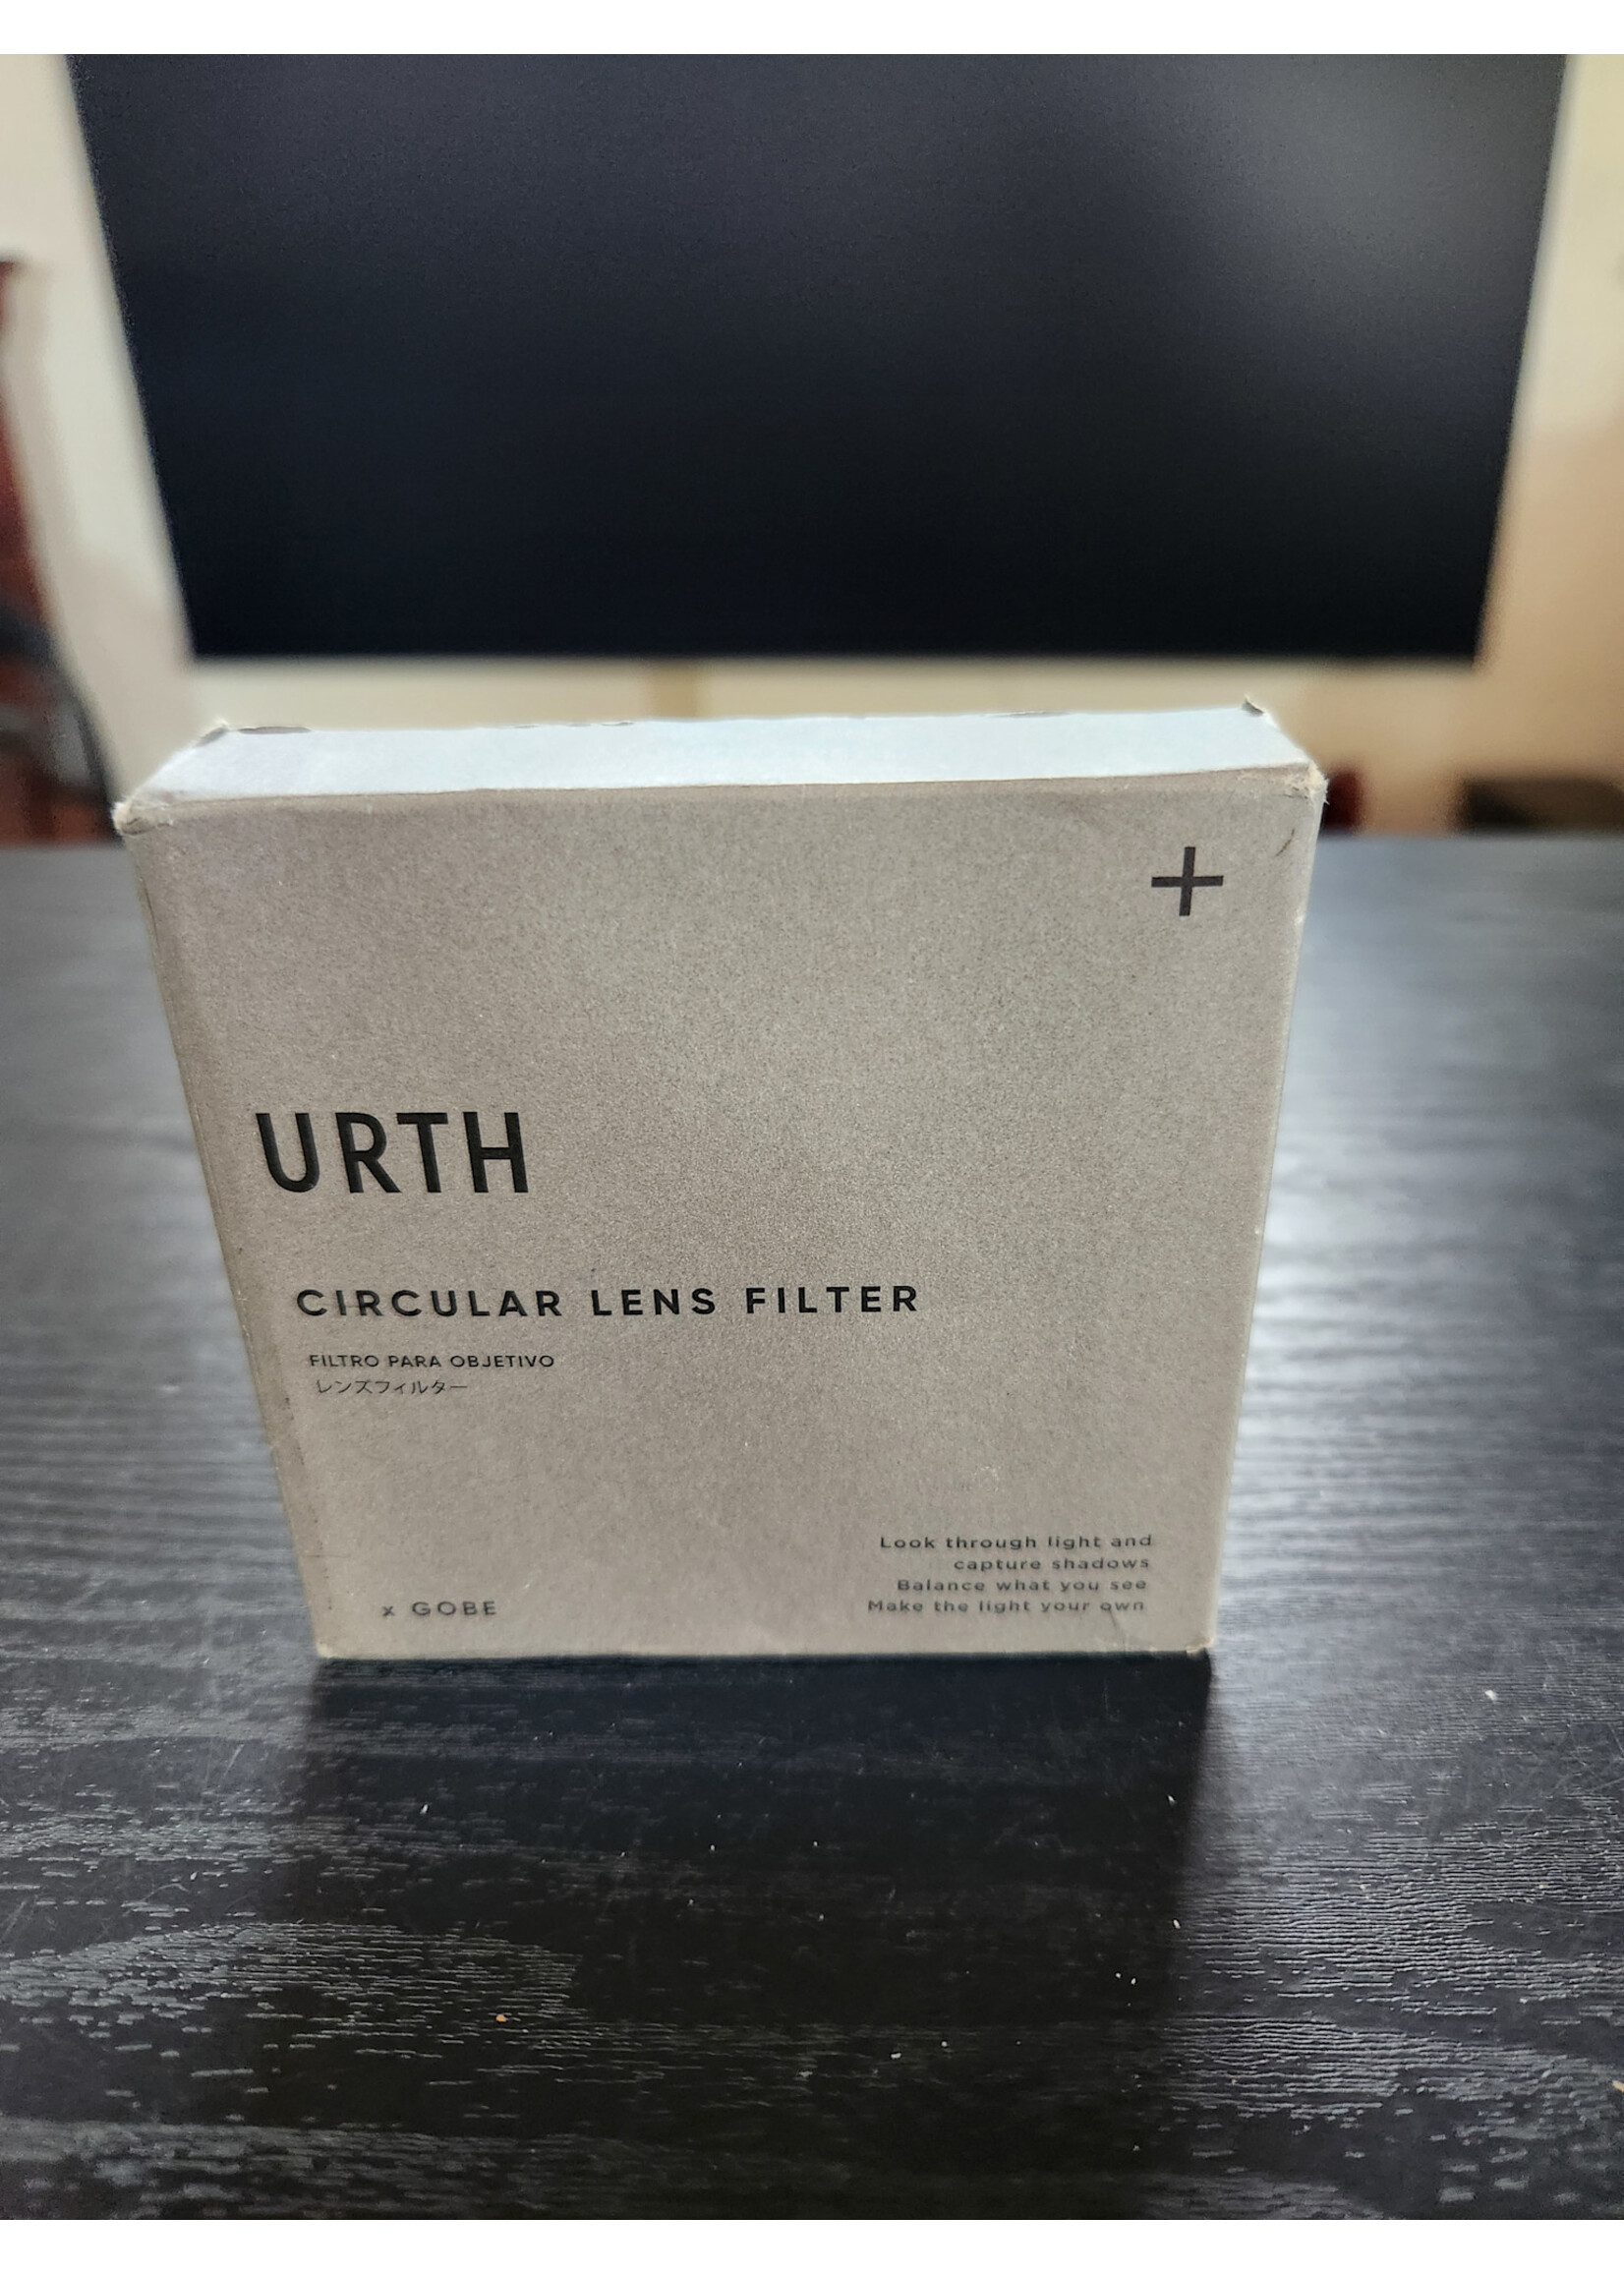 +
URTH
CIRCULAR LENS FILTER
FILTRO PARA OBJETIVO
レンズフィルター
x GOBE
Look through light and
capture shadows
Balance what you see
Make the light your own